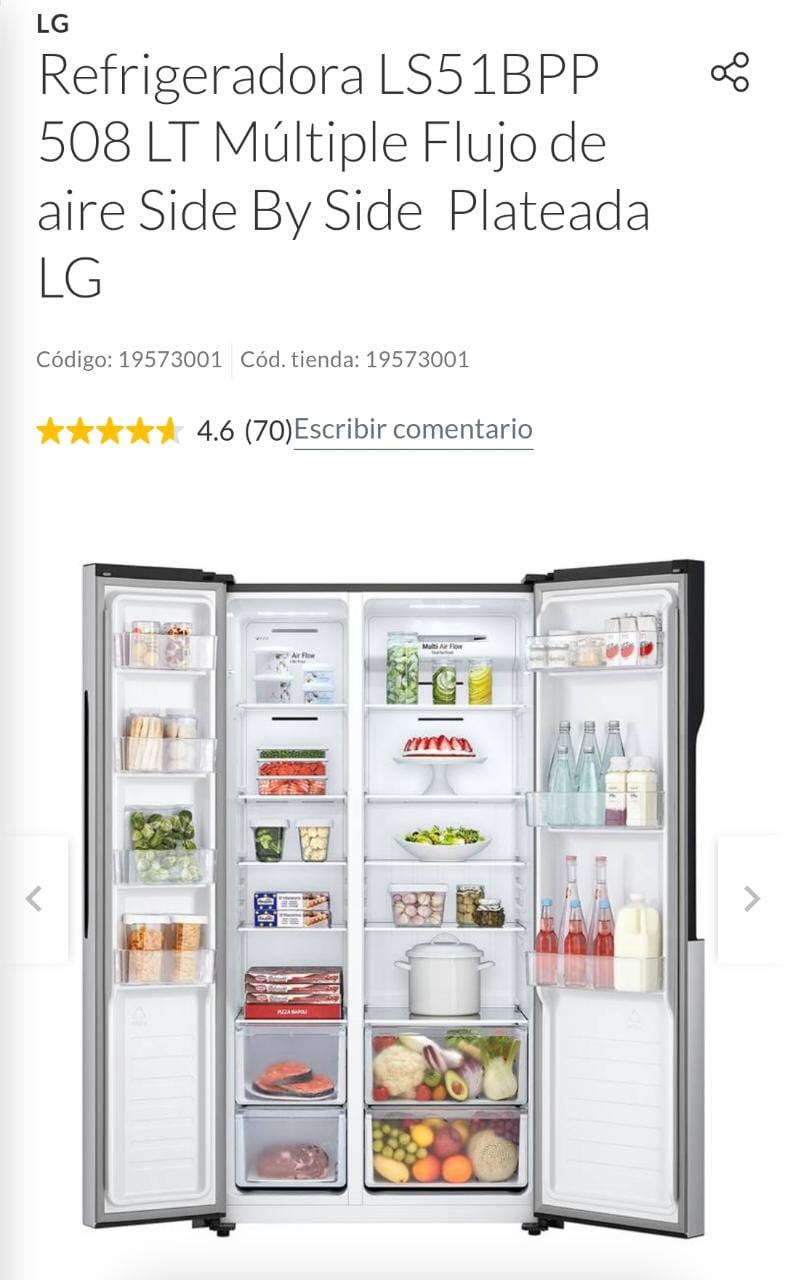 LG
Refrigeradora LS51BPP
508 LT Múltiple Flujo de
aire Side By Side Plateada
LG
Código: 19573001 Cód. tienda: 19573001
4.6 (70) Escribir comentario
Air Flow
Multi Air Flow
PIZZA NAPOLI